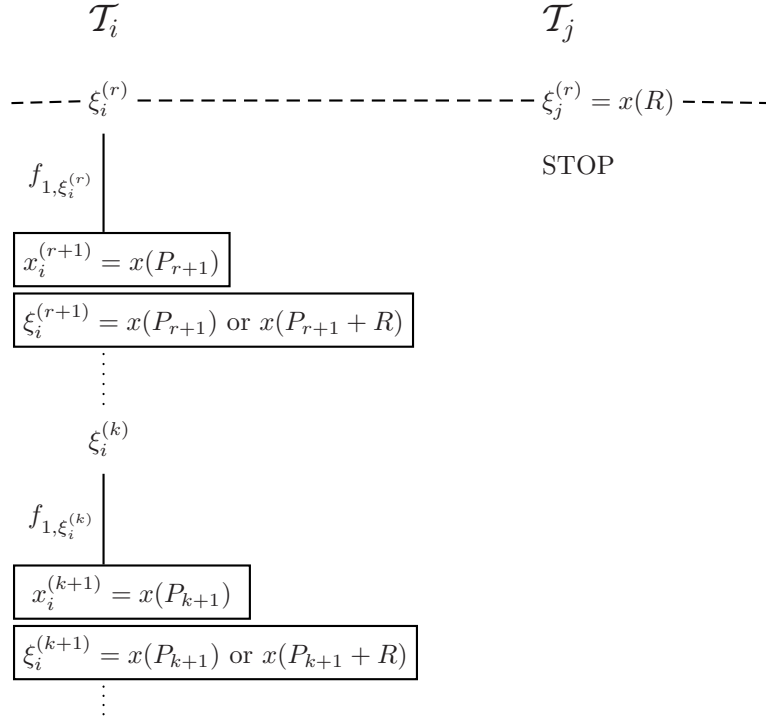 𝒯_i 𝒯_j
ξ_i^{(r)} ξ_j^{(r)} = x(R)
f_{1,ξ_i^{(r)}} STOP
x_i^{(r+1)} = x(P_{r+1})
ξ_i^{(r+1)} = x(P_{r+1}) or x(P_{r+1} + R)
ξ_i^{(k)}
f_{1,ξ_i^{(k)}}
x_i^{(k+1)} = x(P_{k+1})
ξ_i^{(k+1)} = x(P_{k+1}) or x(P_{k+1} + R)